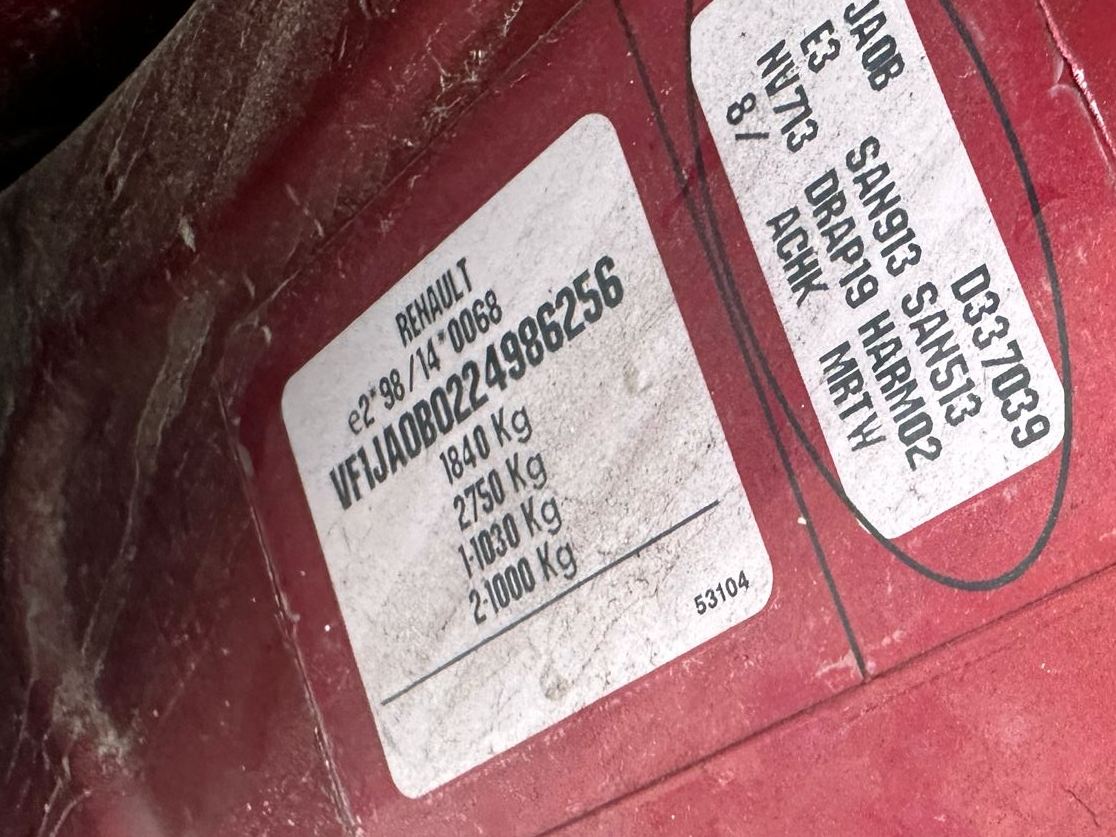 RENAULT
e2*98/14*0068
VF1JA0B0224986256
1840 Kg
2750 Kg
1-1030 Kg
2-1000 Kg
53104
JA0B D337039
E3 SAN913 SAN513
NV713 DRAP19 HARM02
8/ ACHK MRTW